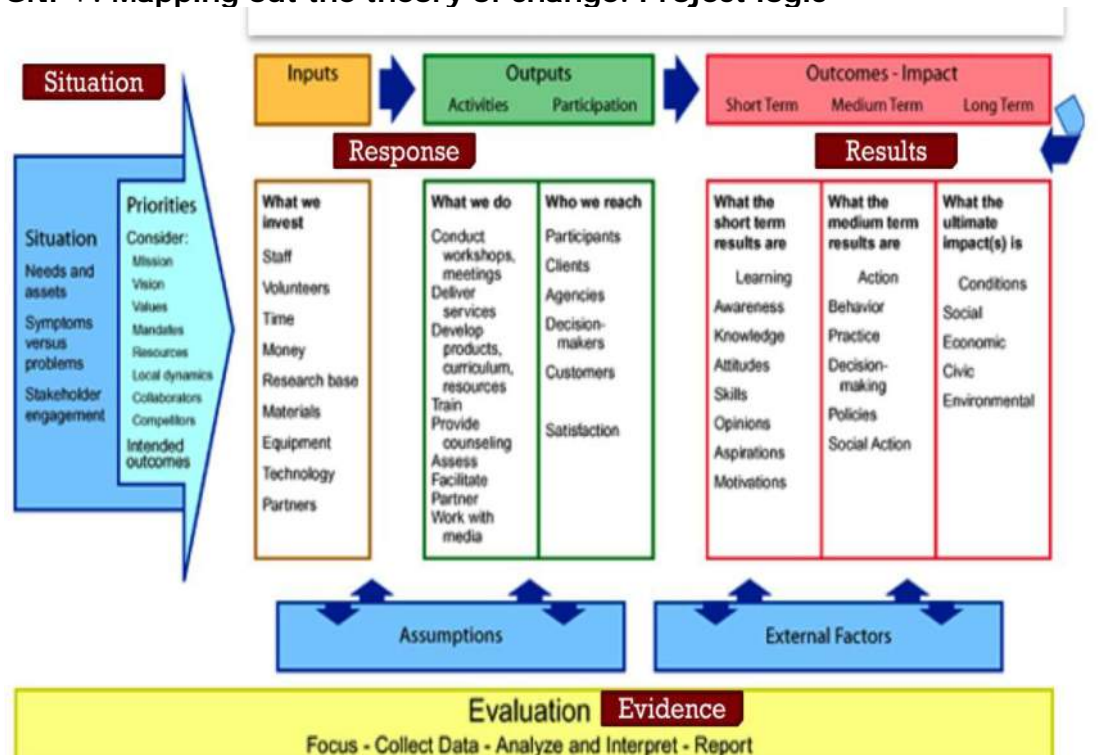 Situation
Inputs
Outputs
Activities Participation
Outcomes - Impact
Short Term Medium Term Long Term
Response
Results
Situation
Needs and
assets
Symptoms
versus
problems
Stakeholder
engagement
Priorities
Consider:
Mission
Vision
Values
Mandates
Resources
Local dynamics
Collaborators
Competitors
Intended
outcomes
What we
invest
Staff
Volunteers
Time
Money
Research base
Materials
Equipment
Technology
Partners
What we do
Conduct
workshops,
meetings
Deliver
services
Develop
products,
curriculum,
resources
Train
Provide
counseling
Assess
Facilitate
Partner
Work with
media
Who we reach
Participants
Clients
Agencies
Decision-
makers
Customers
Satisfaction
What the
short term
results are
Learning
Awareness
Knowledge
Attitudes
Skills
Opinions
Aspirations
Motivations
What the
medium term
results are
Action
Behavior
Practice
Decision-
making
Policies
Social Action
What the
ultimate
impact(s) is
Conditions
Social
Economic
Civic
Environmental
Assumptions
External Factors
Evaluation Evidence
Focus - Collect Data - Analyze and Interpret - Report